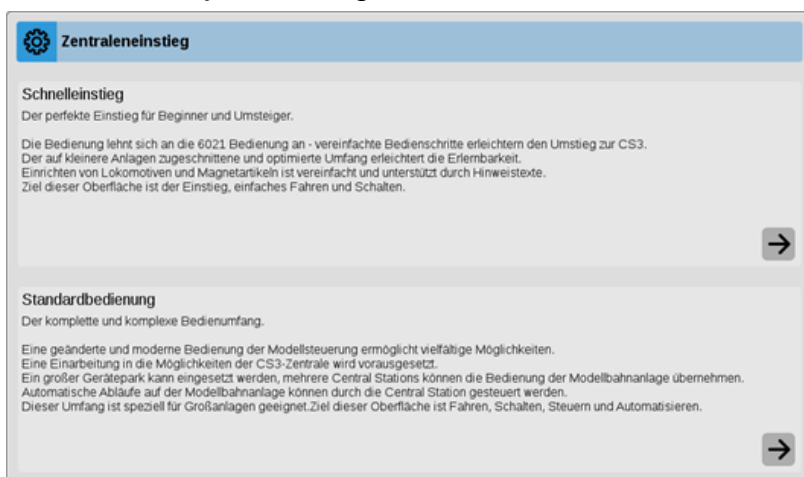 Zentraleneinstieg
Schnelleinstieg
Der perfekte Einstieg für Beginner und Umsteiger.
Die Bedienung lehnt sich an die 6021 Bedienung an - vereinfachte Bedienschritte erleichtern den Umstieg zur CS3.
Der auf kleinere Anlagen zugeschnittene und optimierte Umfang erleichtert die Erlernbarkeit.
Einrichten von Lokomotiven und Magnetartikeln ist vereinfacht und unterstützt durch Hinweistexte.
Ziel dieser Oberfläche ist der Einstieg, einfaches Fahren und Schalten.
Standardbedienung
Der komplette und komplexe Bedienumfang.
Eine geänderte und moderne Bedienung der Modellsteuerung ermöglicht vielfältige Möglichkeiten.
Eine Einarbeitung in die Möglichkeiten der CS3-Zentrale wird vorausgesetzt.
Ein großer Gerätepark kann eingesetzt werden, mehrere Central Stations können die Bedienung der Modellbahnanlage übernehmen.
Automatische Abläufe auf der Modellbahnanlage können durch die Central Station gesteuert werden.
Dieser Umfang ist speziell für Großanlagen geeignet.Ziel dieser Oberfläche ist Fahren, Schalten, Steuern und Automatisieren.